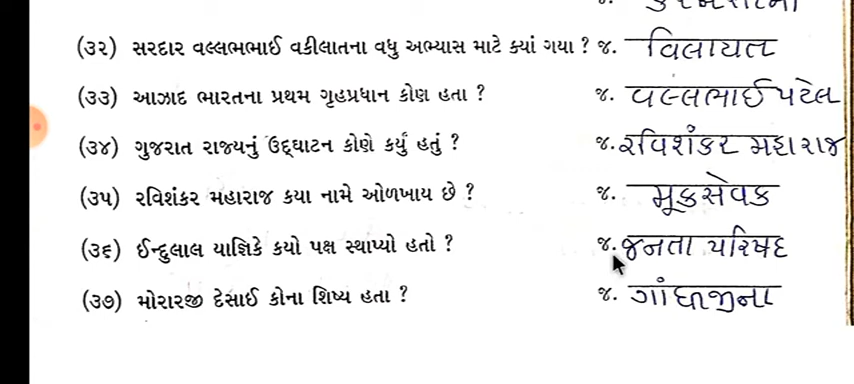 (૩૨) સરદાર વલ્લભભાઈ વકીલાતના વધુ અભ્યાસ માટે ક્યાં ગયા ? જ. વિલાયત
(૩૩) આઝાદ ભારતના પ્રથમ ગૃહપ્રધાન કોણ હતા ? જ. વલ્લભાઈ પટેલ
(૩૪) ગુજરાત રાજ્યનું ઉદ્‌ઘાટન કોણે કર્યું હતું ? જ. રવિશંકર મહારાજ
(૩૫) રવિશંકર મહારાજ કયા નામે ઓળખાય છે ? જ. મૂકસેવક
(૩૬) ઈન્દુલાલ યાજ્ઞિકે કયો પક્ષ સ્થાપ્યો હતો ? જ. જનતા પરિષદ
(૩૭) મોરારજી દેસાઈ કોના શિષ્ય હતા ? જ. ગાંધીજીના